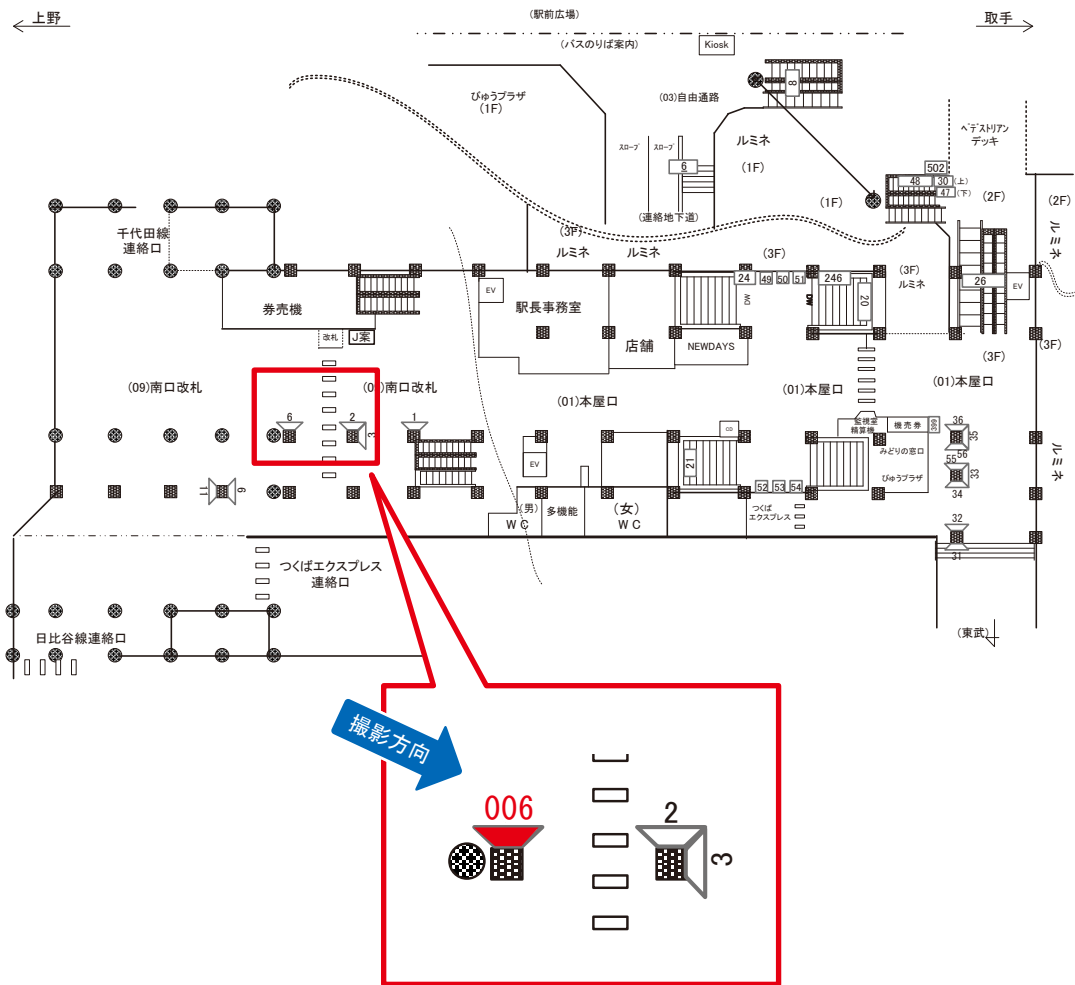 上野
(駅前広場)
取手
(バスのりば案内)
Kiosk
びゅうプラザ
(1F)
(03)自由通路
8
ルミネ
(1F)
スロープ
スロープ
6
(連絡地下道)
(1F)
ペデストリアン
デッキ
502
48
30
(上)
47
(下)
(2F)
(2F)
ルミネ
千代田線
連絡口
(3F)
ルミネ
ルミネ
(3F)
(3F)
ルミネ
24
49
50
51
246
20
26
EV
DW
DW
EV
駅長事務室
券売機
改札
J案
店舗
NEWDAYS
(3F)
(3F)
(09)南口改札
(0
)南口改札
(01)本屋口
(01)本屋口
(01)本屋口
6
2
3
1
CD
監視室
精算機
機売券
399
36
35
みどりの窓口
56
55
33
びゅうプラザ
34
ルミネ
EV
21
11
9
52
53
54
(男)
WC
多機能
(女)
WC
つくば
エクスプレス
32
31
つくばエクスプレス
連絡口
日比谷線連絡口
(東武)
撮影方向
006
2
3